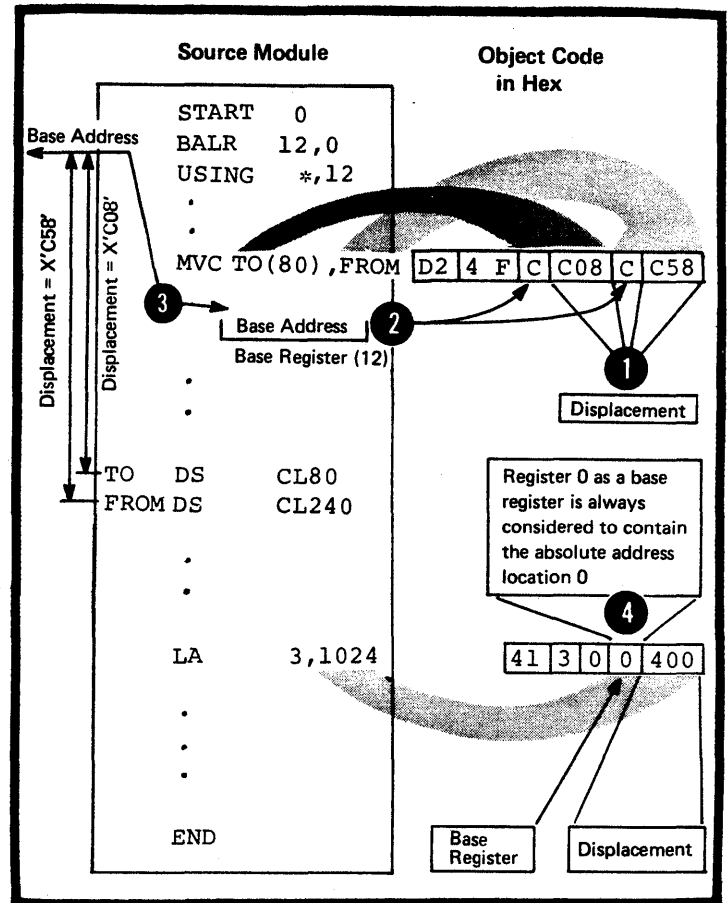 Source Module
Object Code
in Hex
START 0
Base Address
BALR 12,0
USING *,12
Displacement = X'C58'
Displacement = X'C08'
MVC TO(80),FROM D2 4 F C C08 C C58
3
Base Address
2
Base Register (12)
1
Displacement
TO DS CL80
FROM DS CL240
Register 0 as a base
register is always
considered to contain
the absolute address
location 0
4
LA 3,1024 41 3 0 0 400
END
Base
Register
Displacement